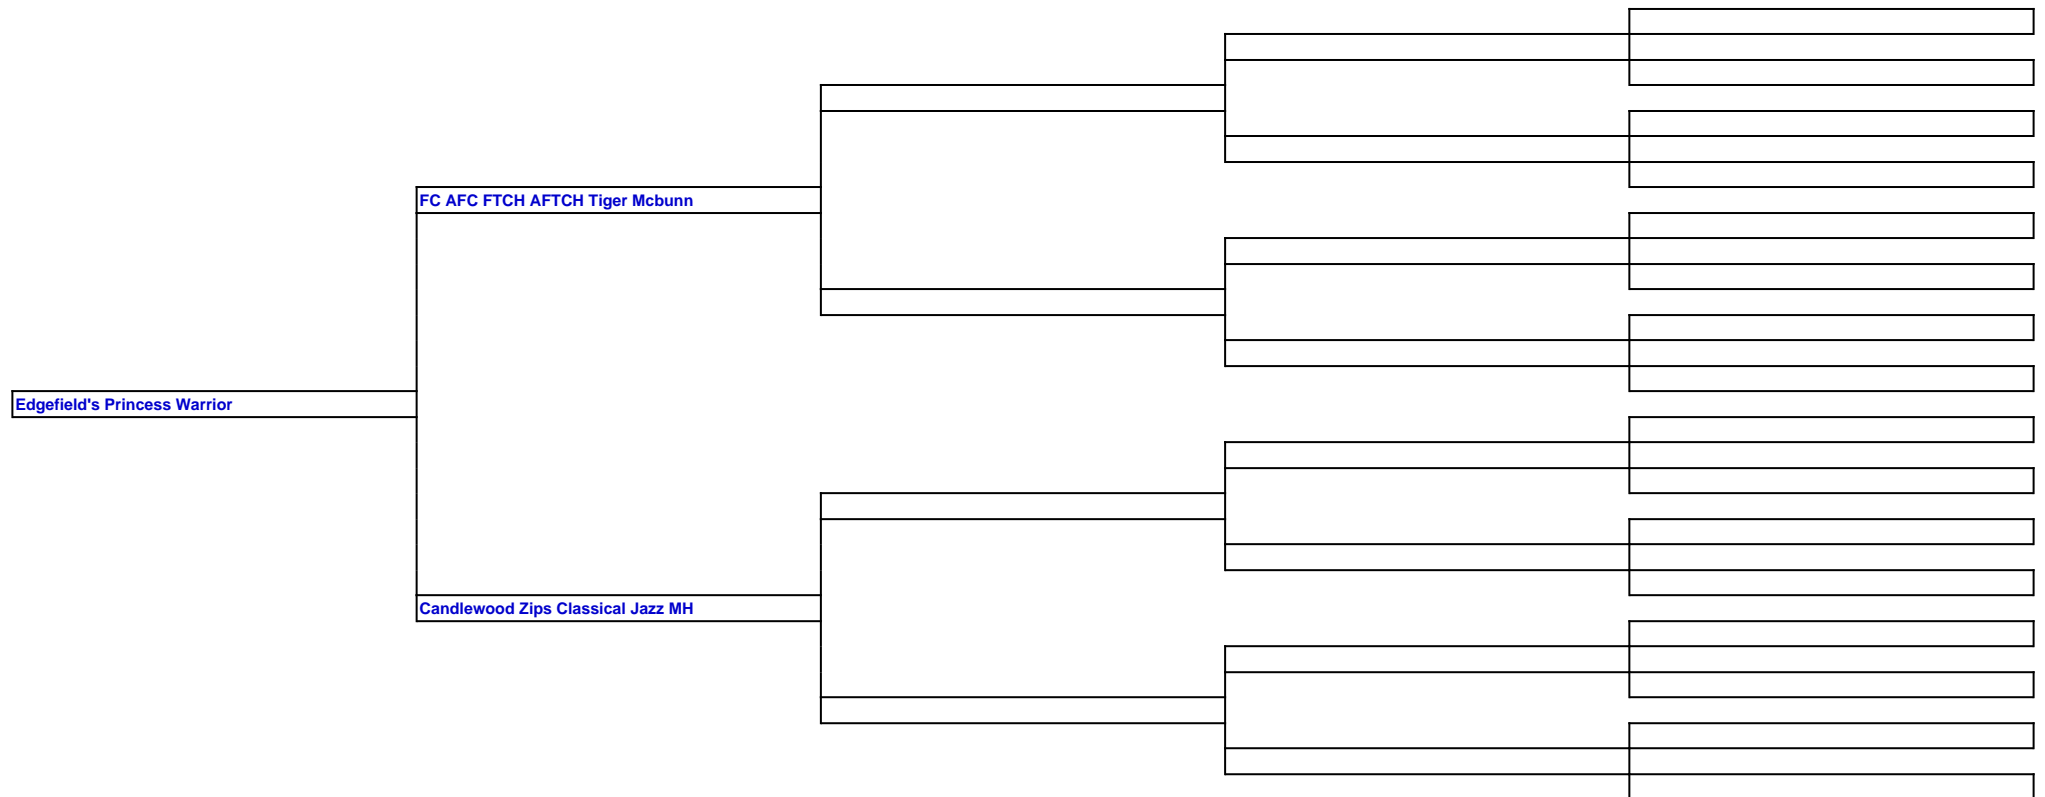 FC AFC FTCH AFTCH Tiger Mcbunn
Edgefield's Princess Warrior
Candlewood Zips Classical Jazz MH